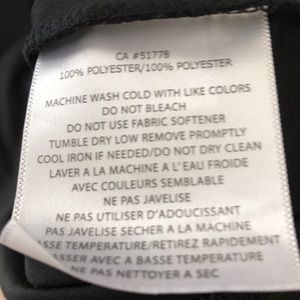 CA #51778
100% POLYESTER/100% POLYESTER
MACHINE WASH COLD WITH LIKE COLORS
DO NOT BLEACH
DO NOT USE FABRIC SOFTENER
TUMBLE DRY LOW REMOVE PROMPTLY
COOL IRON IF NEEDED/DO NOT DRY CLEAN
LAVER A LA MACHINE A L'EAU FROIDE
AVEC COULEURS SEMBLABLE
NE PAS JAVELISE
NE PAS UTILISER D'ADOUCISSANT
PAS JAVELISE SECHER A LA MACHINE
BASSE TEMPERATURE/RETIREZ RAPIDEMENT
PASSER AVEC A BASSE TEMPERATURE
NE PAS NETTOYER A SEC